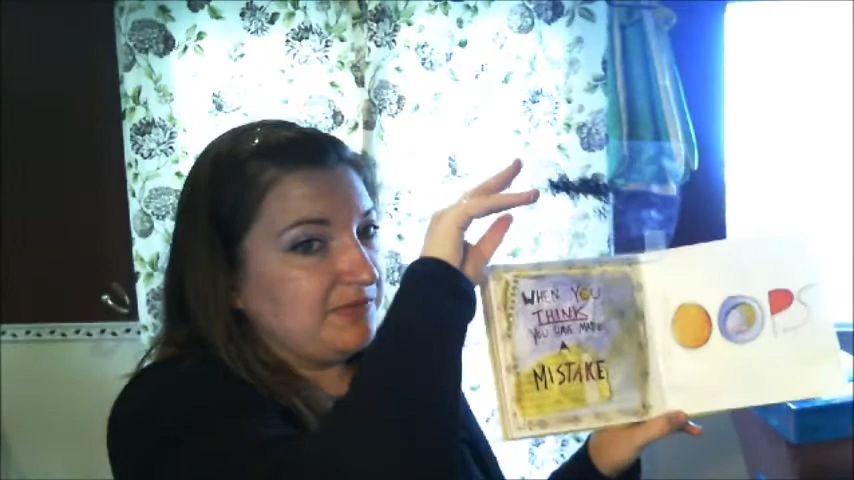 WHEN YOU
THINK
YOU HAVE MADE
A
MISTAKE
OOPS